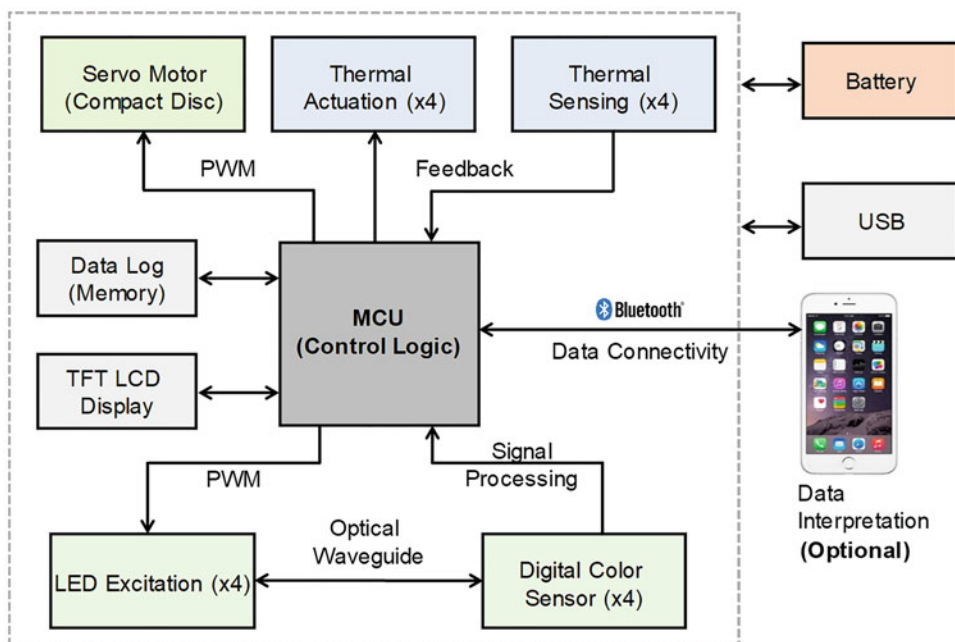 Servo Motor
(Compact Disc)
Thermal
Actuation (x4)
Thermal
Sensing (x4)
Battery
PWM
Feedback
USB
Data Log
(Memory)
MCU
(Control Logic)
Bluetooth®
Data Connectivity
TFT LCD
Display
PWM
Signal
Processing
Data
Interpretation
(Optional)
Optical
Waveguide
LED Excitation (x4)
Digital Color
Sensor (x4)